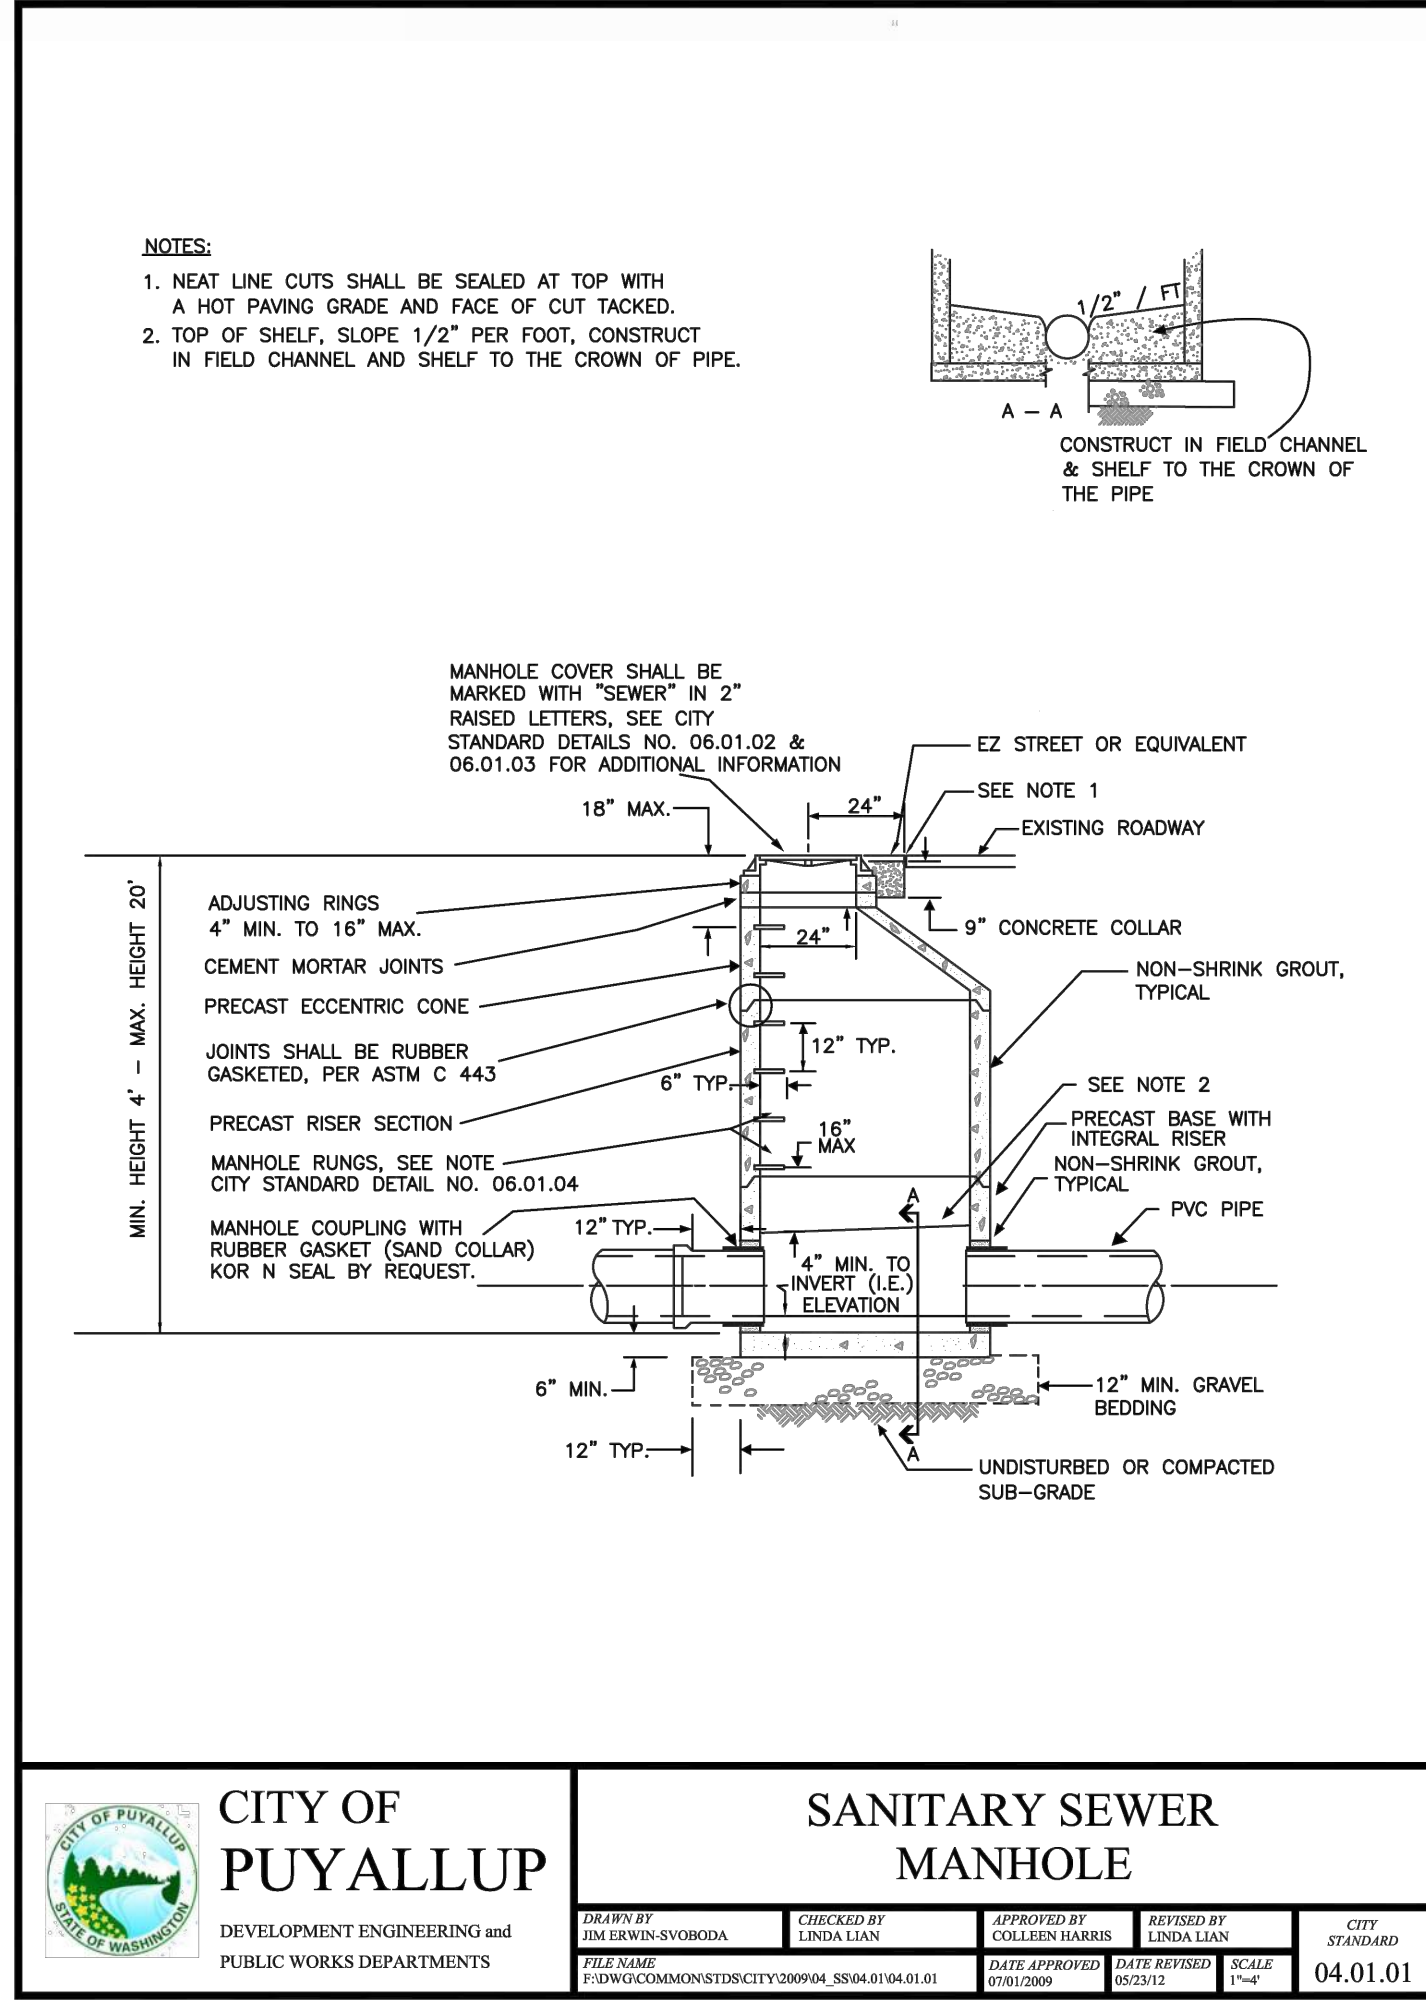 NOTES:
1. NEAT LINE CUTS SHALL BE SEALED AT TOP WITH
A HOT PAVING GRADE AND FACE OF CUT TACKED.
2. TOP OF SHELF, SLOPE 1/2" PER FOOT, CONSTRUCT
IN FIELD CHANNEL AND SHELF TO THE CROWN OF PIPE.
1/2" / FT
A – A
CONSTRUCT IN FIELD CHANNEL
& SHELF TO THE CROWN OF
THE PIPE
MANHOLE COVER SHALL BE
MARKED WITH "SEWER" IN 2"
RAISED LETTERS, SEE CITY
STANDARD DETAILS NO. 06.01.02 &
06.01.03 FOR ADDITIONAL INFORMATION
EZ STREET OR EQUIVALENT
SEE NOTE 1
EXISTING ROADWAY
18" MAX.
24"
MIN. HEIGHT 4' – MAX. HEIGHT 20'
ADJUSTING RINGS
4" MIN. TO 16" MAX.
CEMENT MORTAR JOINTS
PRECAST ECCENTRIC CONE
JOINTS SHALL BE RUBBER
GASKETED, PER ASTM C 443
PRECAST RISER SECTION
MANHOLE RUNGS, SEE NOTE
CITY STANDARD DETAIL NO. 06.01.04
MANHOLE COUPLING WITH
RUBBER GASKET (SAND COLLAR)
KOR N SEAL BY REQUEST.
24"
12" TYP.
6" TYP.
16"
MAX
12" TYP.
4" MIN. TO
INVERT (I.E.)
ELEVATION
A
9" CONCRETE COLLAR
NON–SHRINK GROUT,
TYPICAL
SEE NOTE 2
PRECAST BASE WITH
INTEGRAL RISER
NON–SHRINK GROUT,
TYPICAL
PVC PIPE
6" MIN.
12" TYP.
A
12" MIN. GRAVEL
BEDDING
UNDISTURBED OR COMPACTED
SUB–GRADE
CITY OF PUYALLUP
STATE OF WASHINGTON
CITY OF
PUYALLUP
DEVELOPMENT ENGINEERING and
PUBLIC WORKS DEPARTMENTS
SANITARY SEWER
MANHOLE
DRAWN BY
JIM ERWIN-SVOBODA
CHECKED BY
LINDA LIAN
APPROVED BY
COLLEEN HARRIS
REVISED BY
LINDA LIAN
CITY
STANDARD
04.01.01
FILE NAME
F:\DWG\COMMON\STDS\CITY\2009\04_SS\04.01\04.01.01
DATE APPROVED
07/01/2009
DATE REVISED
05/23/12
SCALE
1"=4'